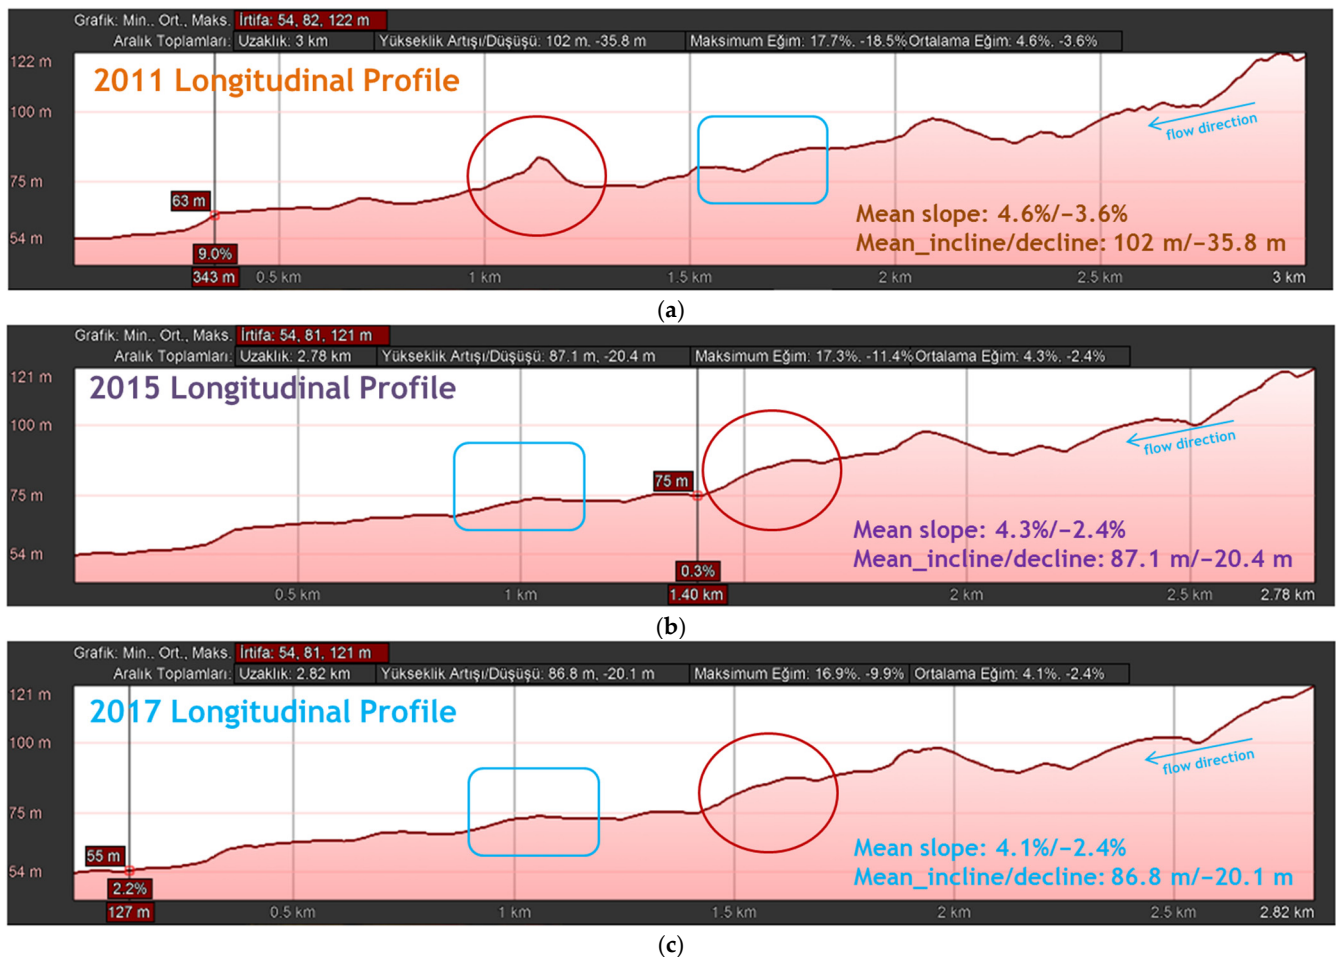 Grafik: Min.. Ort., Maks. İrtifa: 54, 82, 122 m
Aralık Toplamları: Uzaklık: 3 km Yükseklik Artışı/Düşüşü: 102 m. -35.8 m Maksimum Eğim: 17.7%. -18.5% Ortalama Eğim: 4.6%. -3.6%
122 m
2011 Longitudinal Profile
100 m
flow direction
75 m
63 m
Mean slope: 4.6%/−3.6%
54 m
Mean_incline/decline: 102 m/−35.8 m
9.0%
343 m 0.5 km 1 km 1.5 km 2 km 2.5 km 3 km
(a)
Grafik: Min.. Ort., Maks. İrtifa: 54, 81, 121 m
Aralık Toplamları: Uzaklık: 2.78 km Yükseklik Artışı/Düşüşü: 87.1 m, -20.4 m Maksimum Eğim: 17.3%. -11.4% Ortalama Eğim: 4.3%. -2.4%
121 m
2015 Longitudinal Profile
100 m
flow direction
75 m
75 m
Mean slope: 4.3%/−2.4%
54 m
Mean_incline/decline: 87.1 m/−20.4 m
0.3%
0.5 km 1 km 1.40 km 2 km 2.5 km 2.78 km
(b)
Grafik: Min.. Ort., Maks. İrtifa: 54, 81, 121 m
Aralık Toplamları: Uzaklık: 2.82 km Yükseklik Artışı/Düşüşü: 86.8 m, -20.1 m Maksimum Eğim: 16.9%. -9.9% Ortalama Eğim: 4.1%. -2.4%
121 m
2017 Longitudinal Profile
100 m
flow direction
75 m
55 m
Mean slope: 4.1%/−2.4%
54 m
Mean_incline/decline: 86.8 m/−20.1 m
2.2%
127 m 0.5 km 1 km 1.5 km 2 km 2.5 km 2.82 km
(c)